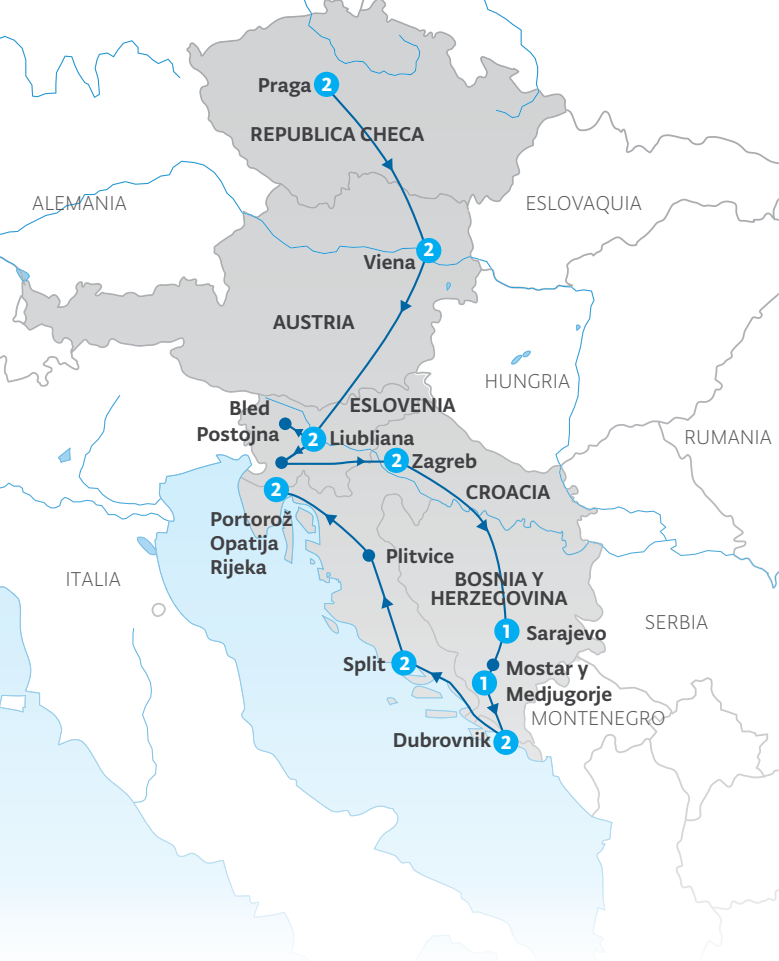 Praga 2
REPUBLICA CHECA
ALEMANIA
ESLOVAQUIA
2
Viena
AUSTRIA
HUNGRIA
Bled
ESLOVENIA
Postojna
2 Liubliana
RUMANIA
2 Zagreb
CROACIA
2
Portorož
Opatija
Rijeka
Plitvice
ITALIA
BOSNIA Y
HERZEGOVINA
SERBIA
1 Sarajevo
Split 2
Mostar y
1
Medjugorje
MONTENEGRO
Dubrovnik 2